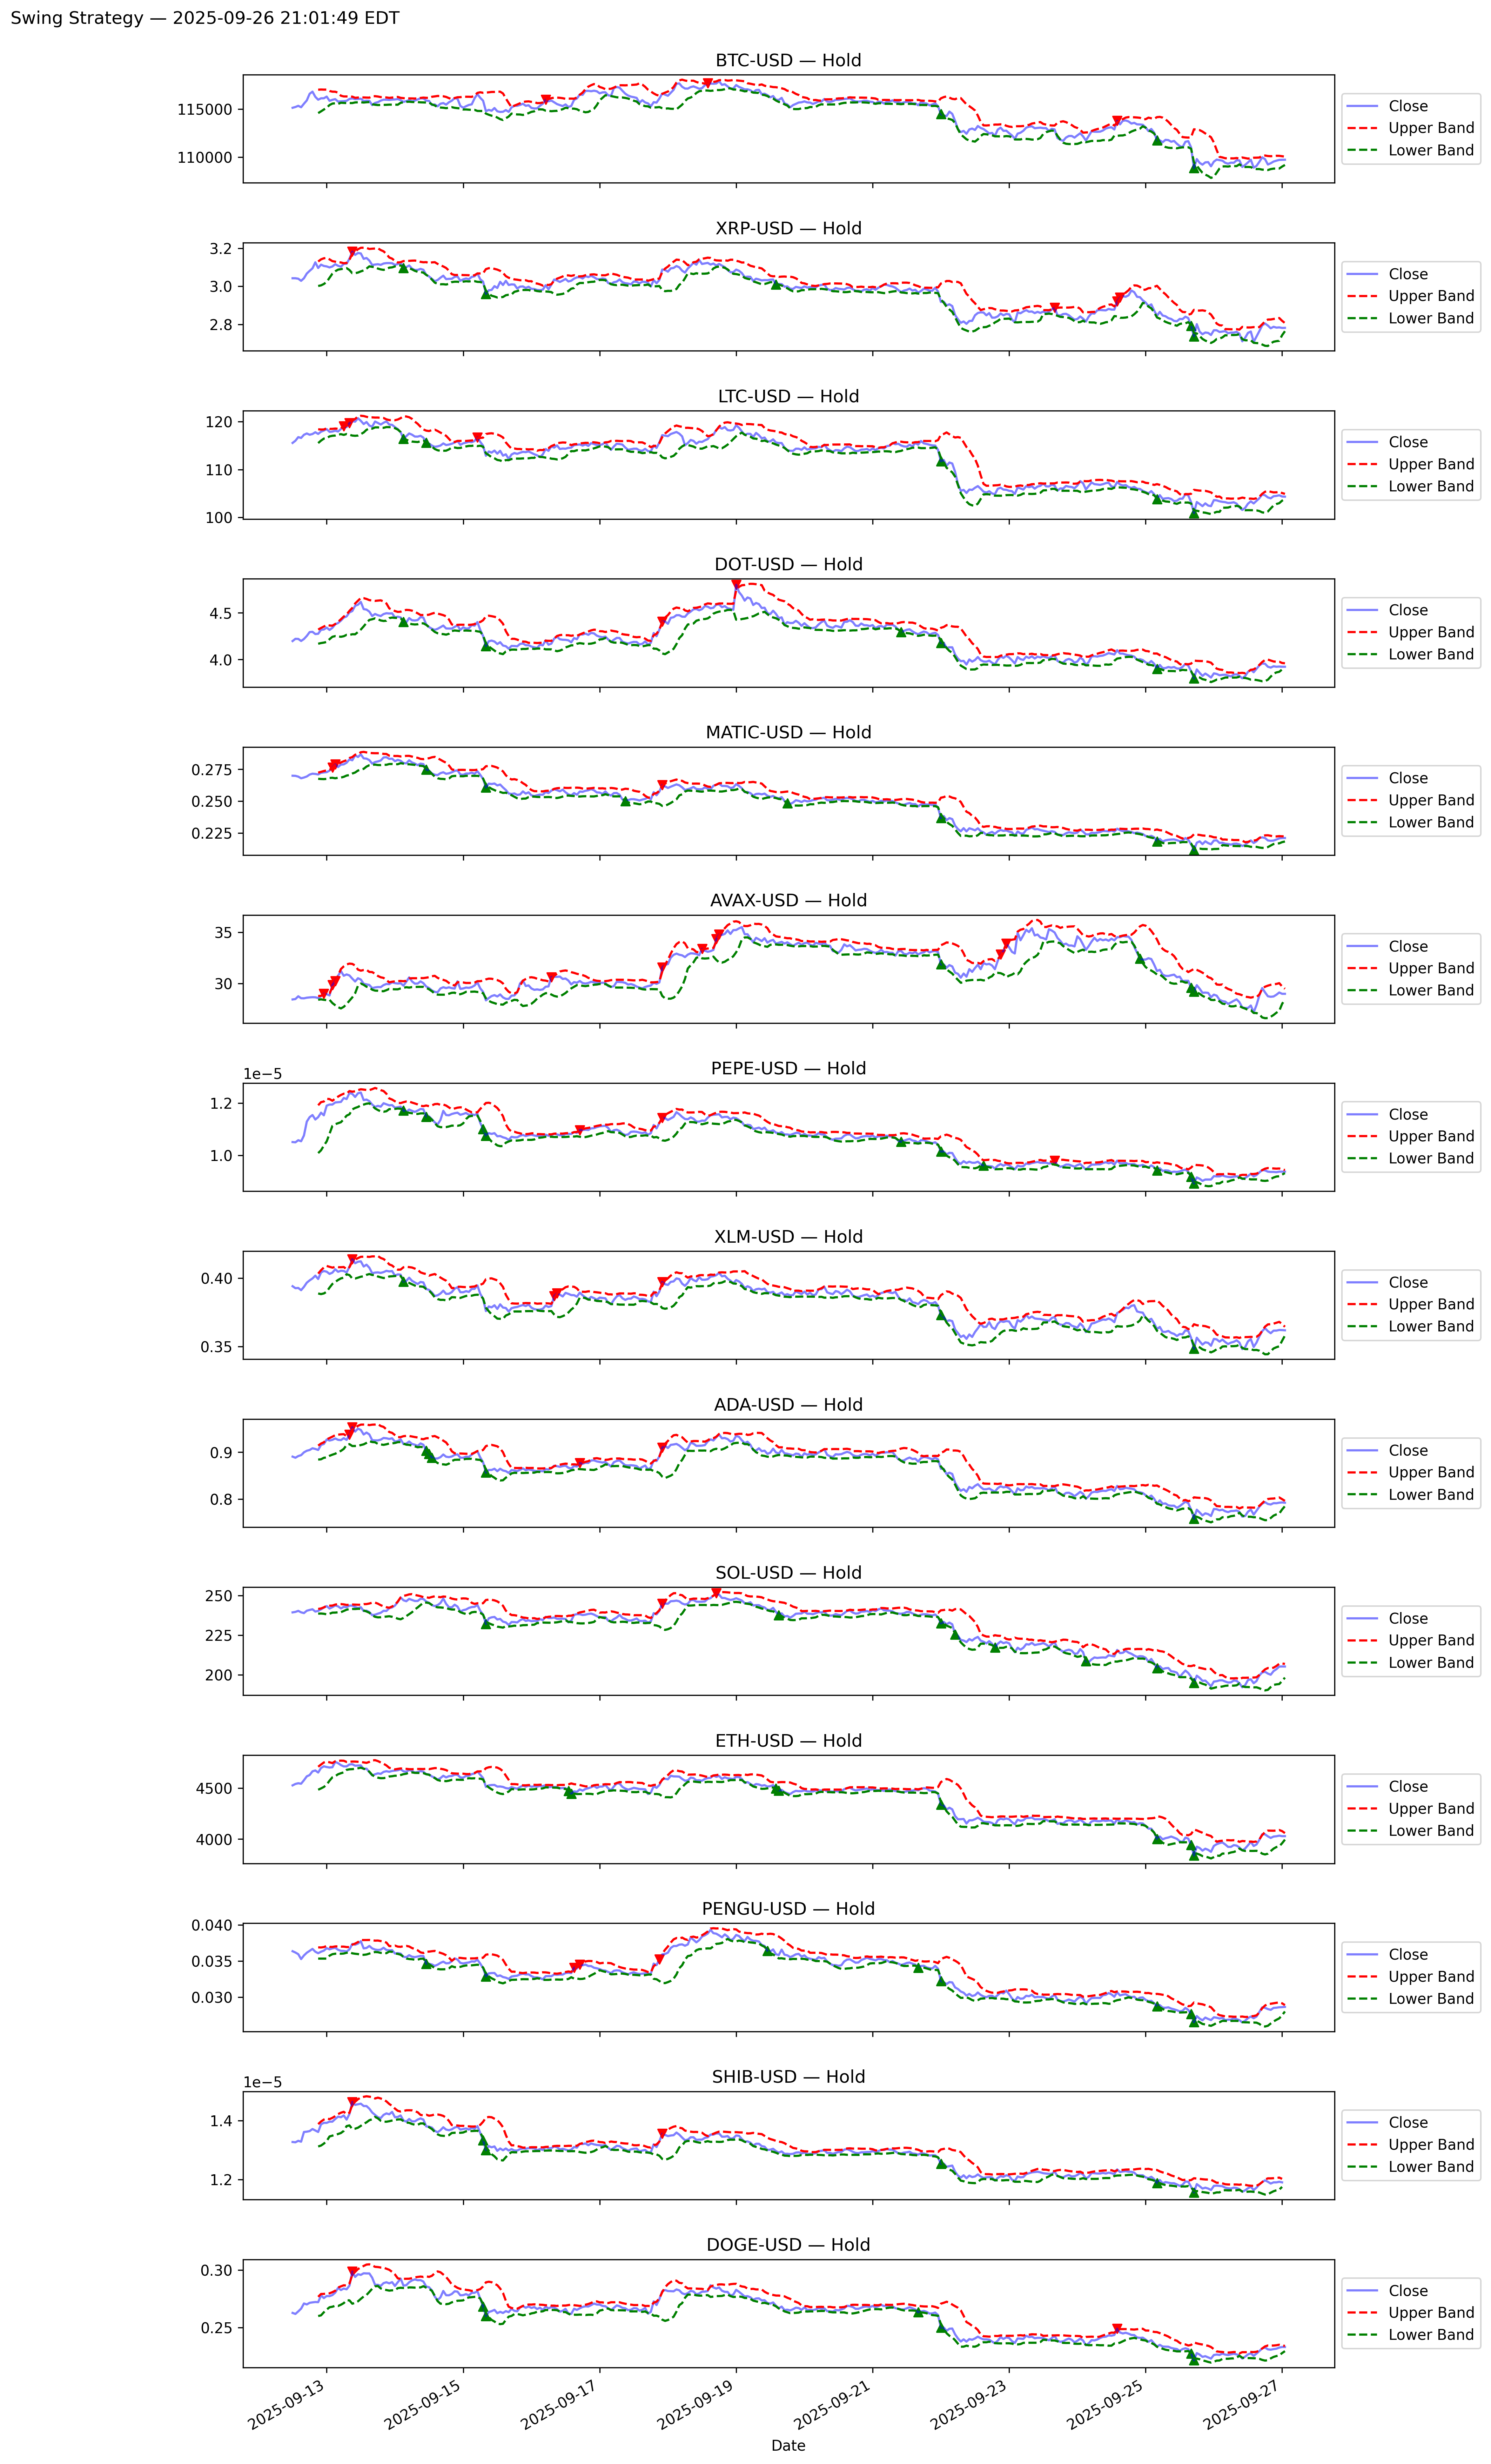 Swing Strategy — 2025-09-26 21:01:49 EDT
BTC-USD — Hold
115000
110000
Close
Upper Band
Lower Band
XRP-USD — Hold
3.2
3.0
2.8
Close
Upper Band
Lower Band
LTC-USD — Hold
120
110
100
Close
Upper Band
Lower Band
DOT-USD — Hold
4.5
4.0
Close
Upper Band
Lower Band
MATIC-USD — Hold
0.275
0.250
0.225
Close
Upper Band
Lower Band
AVAX-USD — Hold
35
30
Close
Upper Band
Lower Band
PEPE-USD — Hold
1e−5
1.2
1.0
Close
Upper Band
Lower Band
XLM-USD — Hold
0.40
0.35
Close
Upper Band
Lower Band
ADA-USD — Hold
0.9
0.8
Close
Upper Band
Lower Band
SOL-USD — Hold
250
225
200
Close
Upper Band
Lower Band
ETH-USD — Hold
4500
4000
Close
Upper Band
Lower Band
PENGU-USD — Hold
0.040
0.035
0.030
Close
Upper Band
Lower Band
SHIB-USD — Hold
1e−5
1.4
1.2
Close
Upper Band
Lower Band
DOGE-USD — Hold
0.30
0.25
Close
Upper Band
Lower Band
2025-09-13
2025-09-15
2025-09-17
2025-09-19
2025-09-21
2025-09-23
2025-09-25
2025-09-27
Date